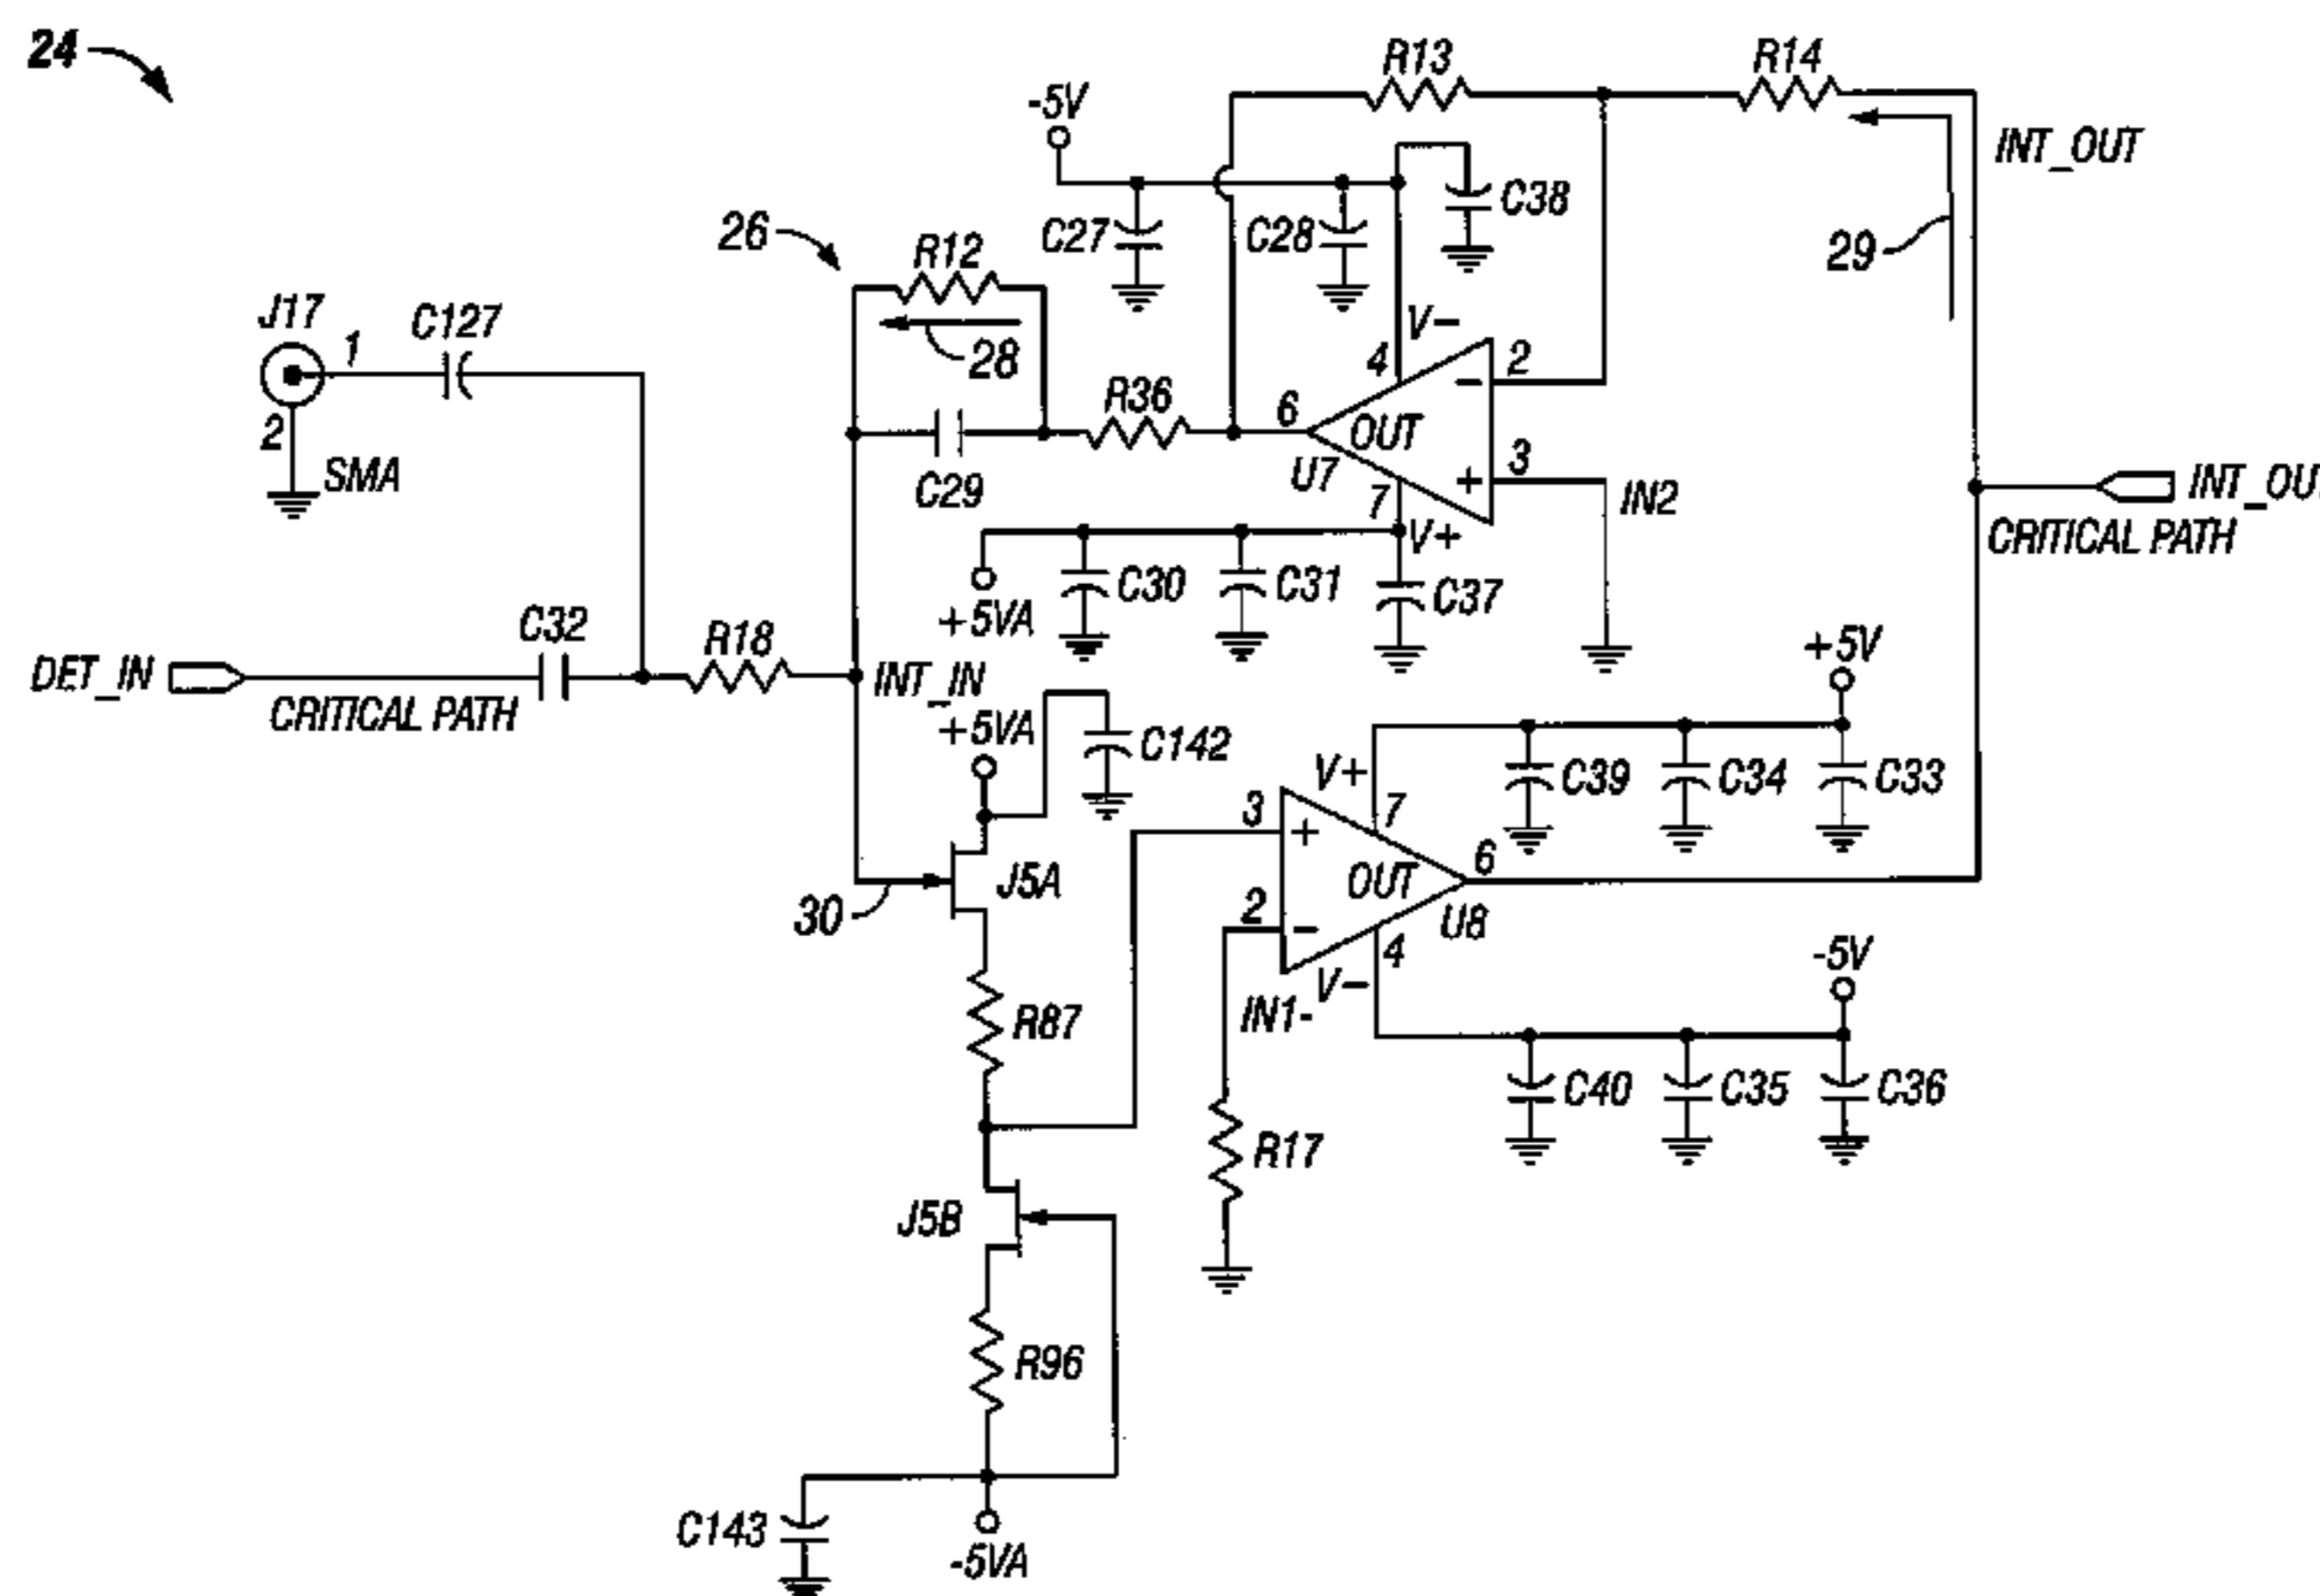 24
R13
R14
-5V
INT_OUT
C27
C28
C38
26
R12
29
J17
1
C127
28
V-
4
2
R36
6
OUT
3
2
SMA
C29
U7
IN2
7
V+
INT_OU
CRITICAL PATH
C30
C31
C37
+5VA
C32
R18
+5V
DET_IN
INT_IN
CRITICAL PATH
+5VA
C142
V+
7
C39
C34
C33
3
J5A
OUT
6
30
2
U8
4
-5V
V-
R87
IN1-
C40
C35
C36
R17
J5B
R96
C143
-5VA